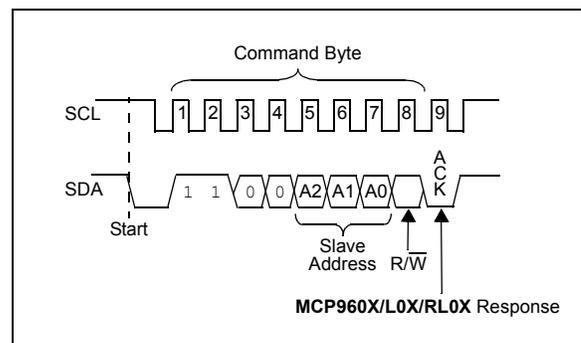 Command Byte
SCL 1 2 3 4 5 6 7 8 9
SDA 1 1 0 0 A2 A1 A0 ACK
Start
Slave
Address
R/W̅
MCP960X/L0X/RL0X Response